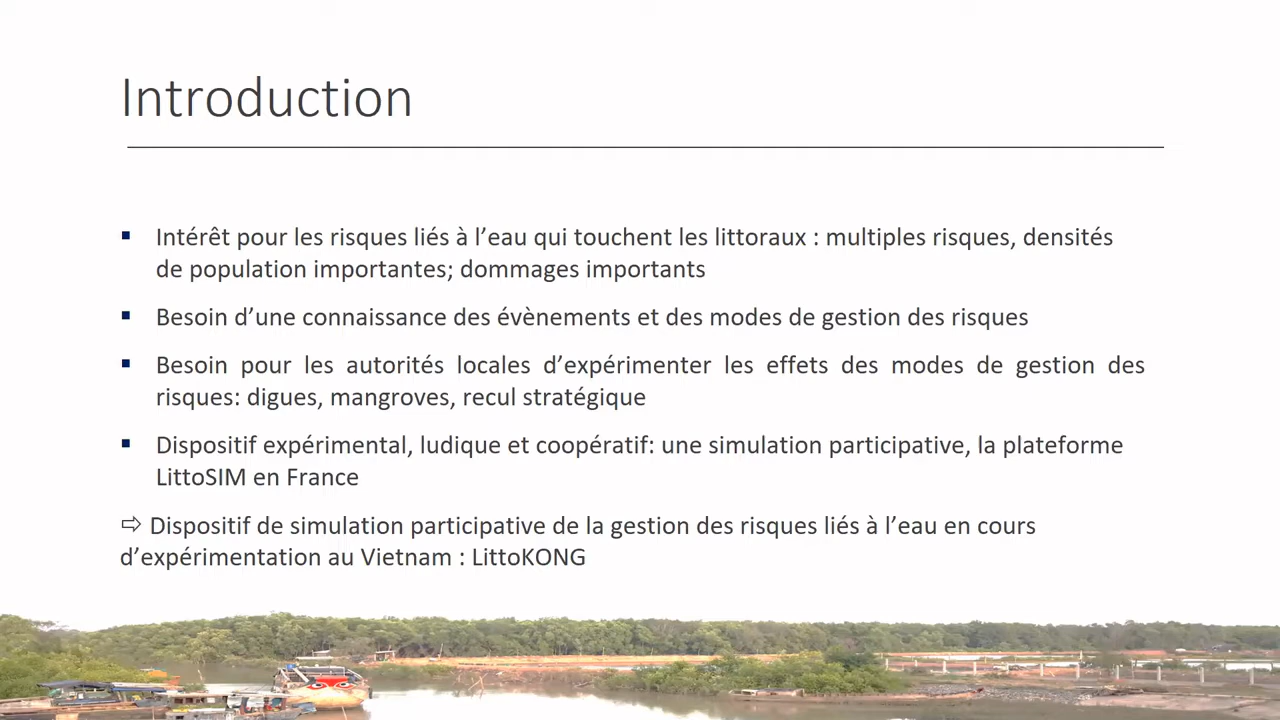 Introduction
▪ Intérêt pour les risques liés à l’eau qui touchent les littoraux : multiples risques, densités
de population importantes; dommages importants
▪ Besoin d’une connaissance des évènements et des modes de gestion des risques
▪ Besoin pour les autorités locales d’expérimenter les effets des modes de gestion des
risques: digues, mangroves, recul stratégique
▪ Dispositif expérimental, ludique et coopératif: une simulation participative, la plateforme
LittoSIM en France
⇨ Dispositif de simulation participative de la gestion des risques liés à l’eau en cours
d’expérimentation au Vietnam : LittoKONG